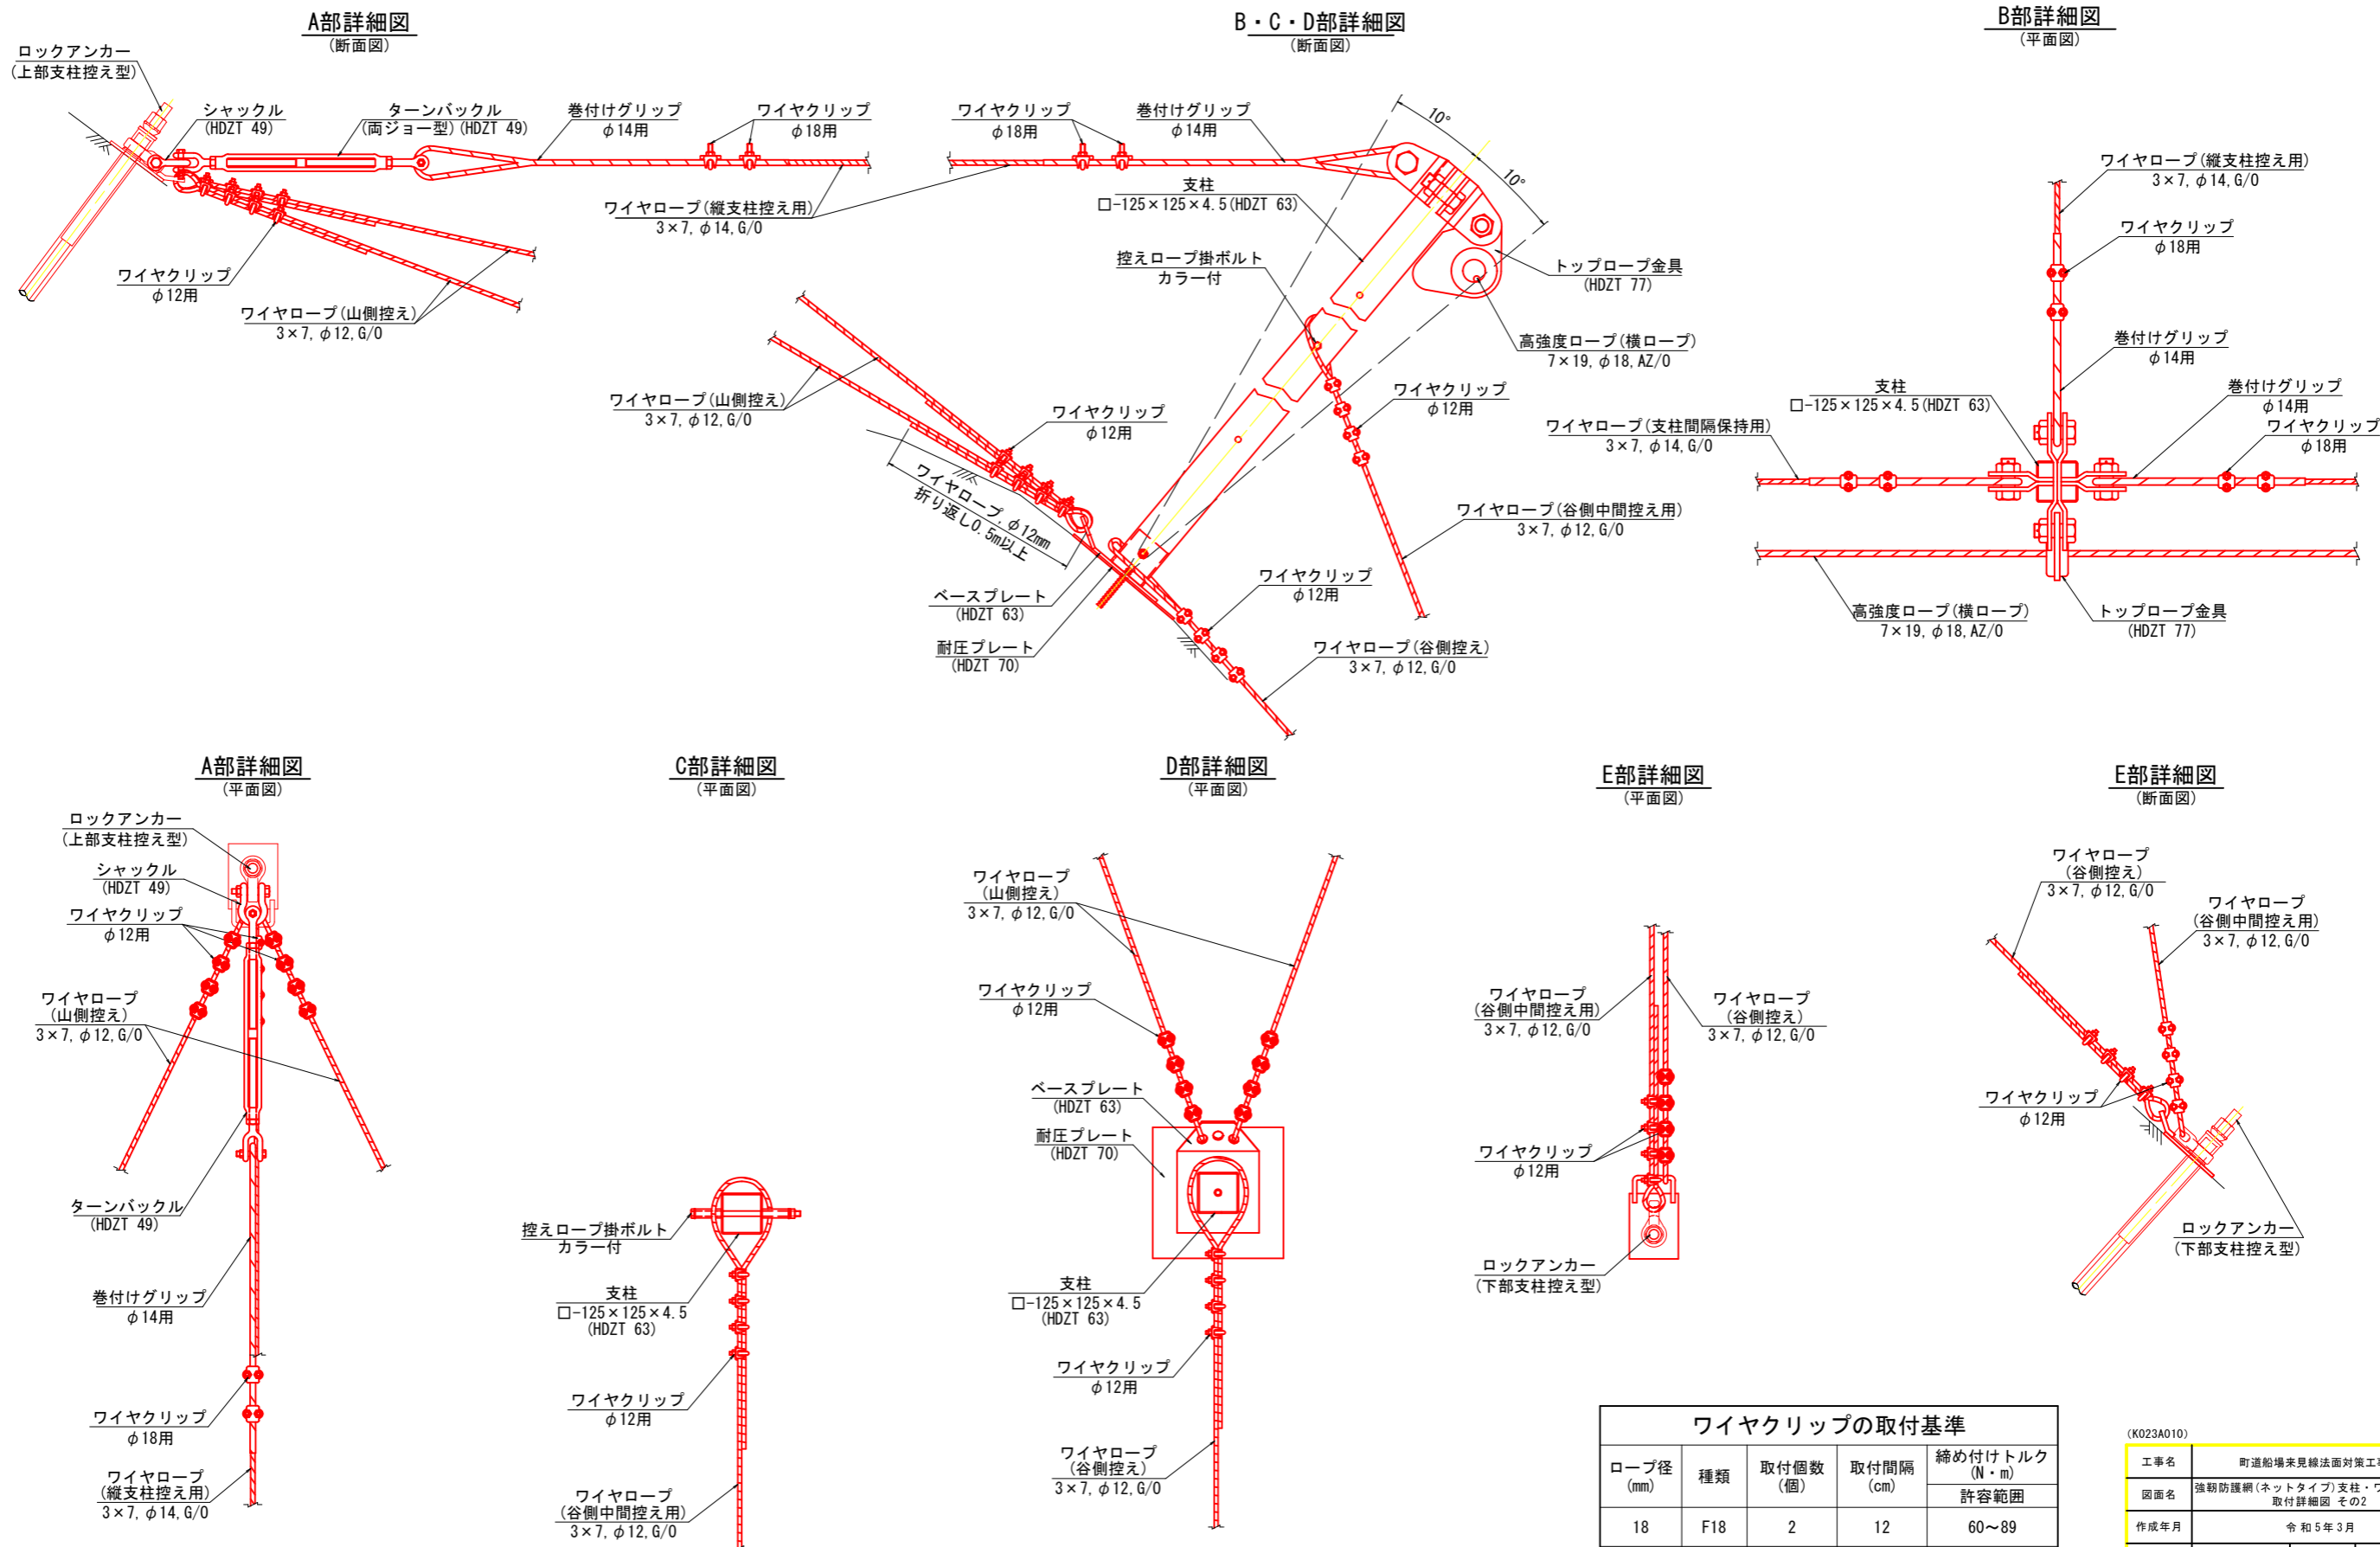 A部詳細図
(断面図)
ロックアンカー
(上部支柱控え型)
シャックル
(HDZT 49)
ターンバックル
(両ジョー型)(HDZT 49)
巻付けグリップ
φ14用
ワイヤクリップ
φ18用
ワイヤロープ(縦支柱控え用)
3×7, φ14, G/O
ワイヤクリップ
φ12用
ワイヤロープ(山側控え)
3×7, φ12, G/O
B・C・D部詳細図
(断面図)
ワイヤクリップ
φ18用
巻付けグリップ
φ14用
10°
10°
支柱
□-125×125×4.5(HDZT 63)
控えロープ掛ボルト
カラー付
トップロープ金具
(HDZT 77)
高強度ロープ(横ロープ)
7×19, φ18, AZ/O
ワイヤロープ(山側控え)
3×7, φ12, G/O
ワイヤクリップ
φ12用
ワイヤクリップ
φ12用
ワイヤロープ, φ12mm
折り返し0.5m以上
ワイヤロープ(谷側中間控え用)
3×7, φ12, G/O
ベースプレート
(HDZT 63)
ワイヤクリップ
φ12用
耐圧プレート
(HDZT 70)
ワイヤロープ(谷側控え)
3×7, φ12, G/O
B部詳細図
(平面図)
ワイヤロープ(縦支柱控え用)
3×7, φ14, G/O
ワイヤクリップ
φ18用
巻付けグリップ
φ14用
支柱
□-125×125×4.5(HDZT 63)
巻付けグリップ
φ14用
ワイヤロープ(支柱間隔保持用)
3×7, φ14, G/O
ワイヤクリップ
φ18用
高強度ロープ(横ロープ)
7×19, φ18, AZ/O
トップロープ金具
(HDZT 77)
A部詳細図
(平面図)
ロックアンカー
(上部支柱控え型)
シャックル
(HDZT 49)
ワイヤクリップ
φ12用
ワイヤロープ
(山側控え)
3×7, φ12, G/O
ターンバックル
(HDZT 49)
巻付けグリップ
φ14用
ワイヤクリップ
φ18用
ワイヤロープ
(縦支柱控え用)
3×7, φ14, G/O
C部詳細図
(平面図)
控えロープ掛ボルト
カラー付
支柱
□-125×125×4.5
(HDZT 63)
ワイヤクリップ
φ12用
ワイヤロープ
(谷側中間控え用)
3×7, φ12, G/O
D部詳細図
(平面図)
ワイヤロープ
(山側控え)
3×7, φ12, G/O
ワイヤクリップ
φ12用
ベースプレート
(HDZT 63)
耐圧プレート
(HDZT 70)
支柱
□-125×125×4.5
(HDZT 63)
ワイヤクリップ
φ12用
ワイヤロープ
(谷側控え)
3×7, φ12, G/O
E部詳細図
(平面図)
ワイヤロープ
(谷側中間控え用)
3×7, φ12, G/O
ワイヤロープ
(谷側控え)
3×7, φ12, G/O
ワイヤクリップ
φ12用
ロックアンカー
(下部支柱控え型)
E部詳細図
(断面図)
ワイヤロープ
(谷側控え)
3×7, φ12, G/O
ワイヤロープ
(谷側中間控え用)
3×7, φ12, G/O
ワイヤクリップ
φ12用
ロックアンカー
(下部支柱控え型)
ワイヤクリップの取付基準
ロープ径 (mm) 種類 取付個数 (個) 取付間隔 (cm) 締め付けトルク (N・m) 許容範囲
18 F18 2 12 60～89
(K023A010)
工事名 町道船場来見線法面対策工
図面名 強靭防護網(ネットタイプ)支柱・
取付詳細図 その2
作成年月 令和5年3月